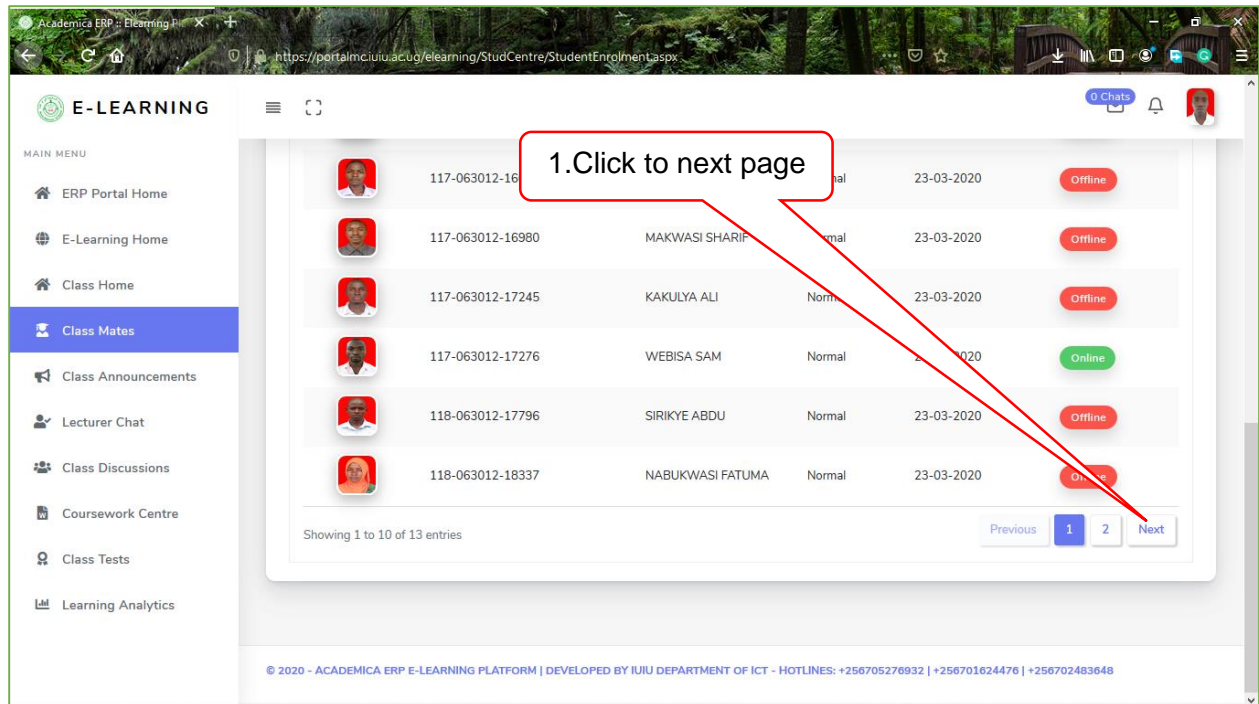 Academica ERP :: Elearning Pl
https://portalmc.iuiu.ac.ug/elearning/StudCentre/StudentEnrolment.aspx
E-LEARNING
0 Chats
MAIN MENU
ERP Portal Home
E-Learning Home
Class Home
Class Mates
Class Announcements
Lecturer Chat
Class Discussions
Coursework Centre
Class Tests
Learning Analytics
1.Click to next page
23-03-2020 Offline
117-063012-16980 MAKWASI SHARIF 23-03-2020 Offline
117-063012-17245 KAKULYA ALI 23-03-2020 Offline
117-063012-17276 WEBISA SAM Normal Online
118-063012-17796 SIRIKYE ABDU Normal 23-03-2020 Offline
118-063012-18337 NABUKWASI FATUMA Normal 23-03-2020
Showing 1 to 10 of 13 entries
Previous 1 2 Next
© 2020 - ACADEMICA ERP E-LEARNING PLATFORM | DEVELOPED BY IUIU DEPARTMENT OF ICT - HOTLINES: +256705276932 | +256701624476 | +256702483648